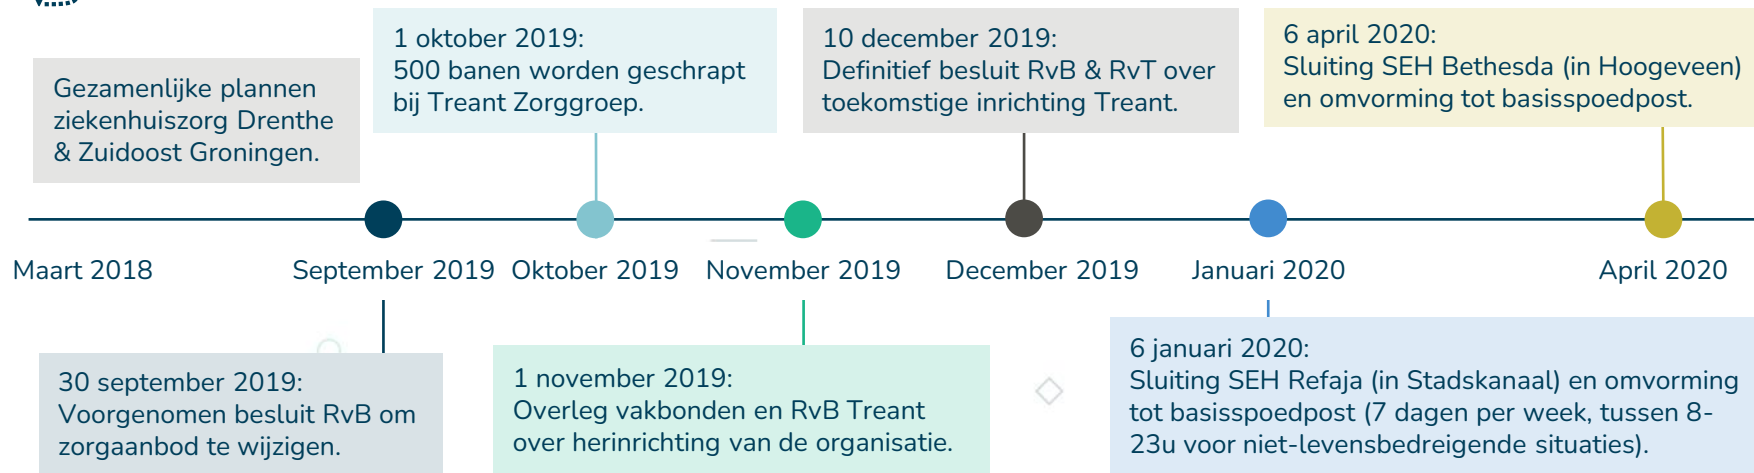 Gezamenlijke plannen
ziekenhuiszorg Drenthe
& Zuidoost Groningen.
1 oktober 2019:
500 banen worden geschrapt
bij Treant Zorggroep.
10 december 2019:
Definitief besluit RvB & RvT over
toekomstige inrichting Treant.
6 april 2020:
Sluiting SEH Bethesda (in Hoogeveen)
en omvorming tot basisspoedpost.
Maart 2018
September 2019
Oktober 2019
November 2019
December 2019
Januari 2020
April 2020
30 september 2019:
Voorgenomen besluit RvB om
zorgaanbod te wijzigen.
1 november 2019:
Overleg vakbonden en RvB Treant
over herinrichting van de organisatie.
6 januari 2020:
Sluiting SEH Refaja (in Stadskanaal) en omvorming
tot basisspoedpost (7 dagen per week, tussen 8-
23u voor niet-levensbedreigende situaties).